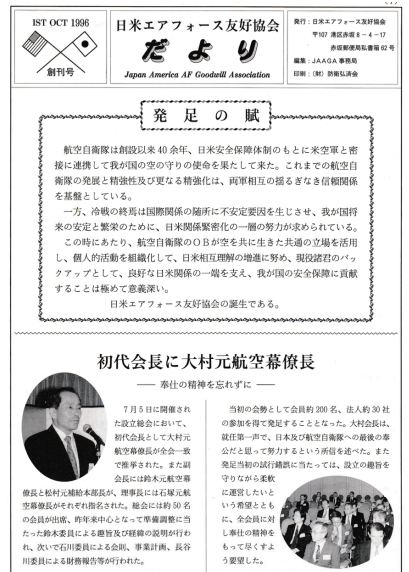 IST OCT 1996
創刊号
日米エアフォース友好協会
だより
Japan America AF Goodwill Association
発行：日米エアフォース友好協会
〒107 港区赤坂8－4－17
赤坂郵便局私書箱62号
編集：JAAGA事務局
印刷：（財）防衛弘済会
発足の賦
航空自衛隊は創設以来40余年、日米安全保障体制のもとに米空軍と密
接に連携して我が国の空の守りの使命を果たして来た。これまでの航空自
衛隊の発展と精強性及び更なる精強化は、両軍相互の揺るぎなき信頼関係
を基盤としている。
一方、冷戦の終焉は国際関係の随所に不安定要因を生じさせ、我が国将
来の安定と繁栄のために、日米関係緊密化の一層の努力が求められている。
この時にあたり、航空自衛隊のOBが空を共に生きた共通の立場を活用
し、個人的活動を組織化して、日米相互理解の増進に努め、現役諸君のバッ
クアップとして、良好な日米関係の一端を支え、我が国の安全保障に貢献
することは極めて意義深い。
日米エアフォース友好協会の誕生である。
初代会長に大村元航空幕僚長
── 奉仕の精神を忘れずに ──
7月5日に開催され
た設立総会において、
初代会長として大村元
航空幕僚長が全会一致
で推挙された。また副
会長には鈴木元航空幕
僚長と松村元補給本部長が、理事長には石塚元航
空幕僚長がそれぞれ指名された。総会には約50名
の会員が出席、昨年来中心となって準備調整に当
たった鈴木委員による趣旨及び経緯の説明が行わ
れ、次いで石川委員による会則、事業計画、長谷
川委員による財務報告等が行われた。
当初の会勢として会員約200名、法人約30社
の参加を得て発足することとなった。大村会長は、
就任第一声で、日本及び航空自衛隊への最後の奉
公だと思って努力するという所信を述べた。また
発足当初の試行錯誤に当たっては、設立の趣旨を
守りながら柔軟
に運営したいと
いう希望ととも
に、全会員に対
し奉仕の精神を
もって尽くすよ
う要望した。